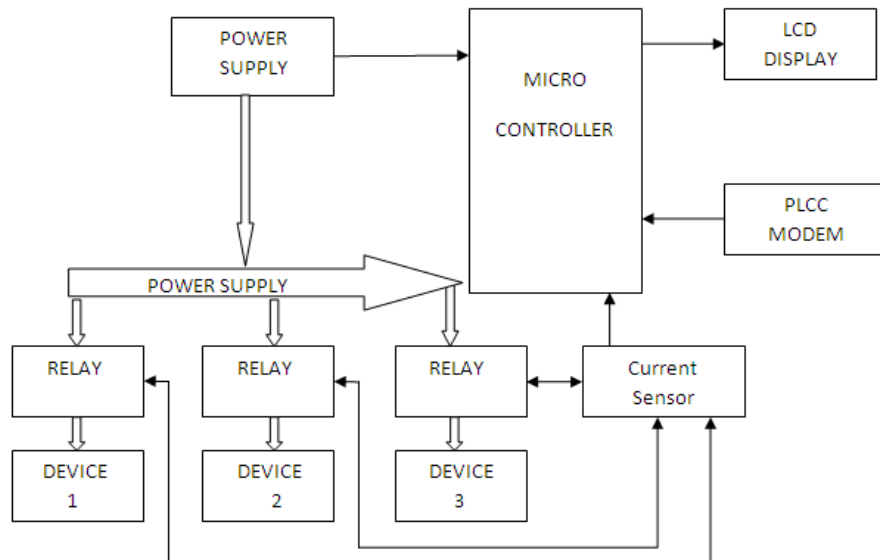 POWER
SUPPLY
MICRO
CONTROLLER
LCD
DISPLAY
PLCC
MODEM
POWER SUPPLY
RELAY
RELAY
RELAY
Current
Sensor
DEVICE
1
DEVICE
2
DEVICE
3